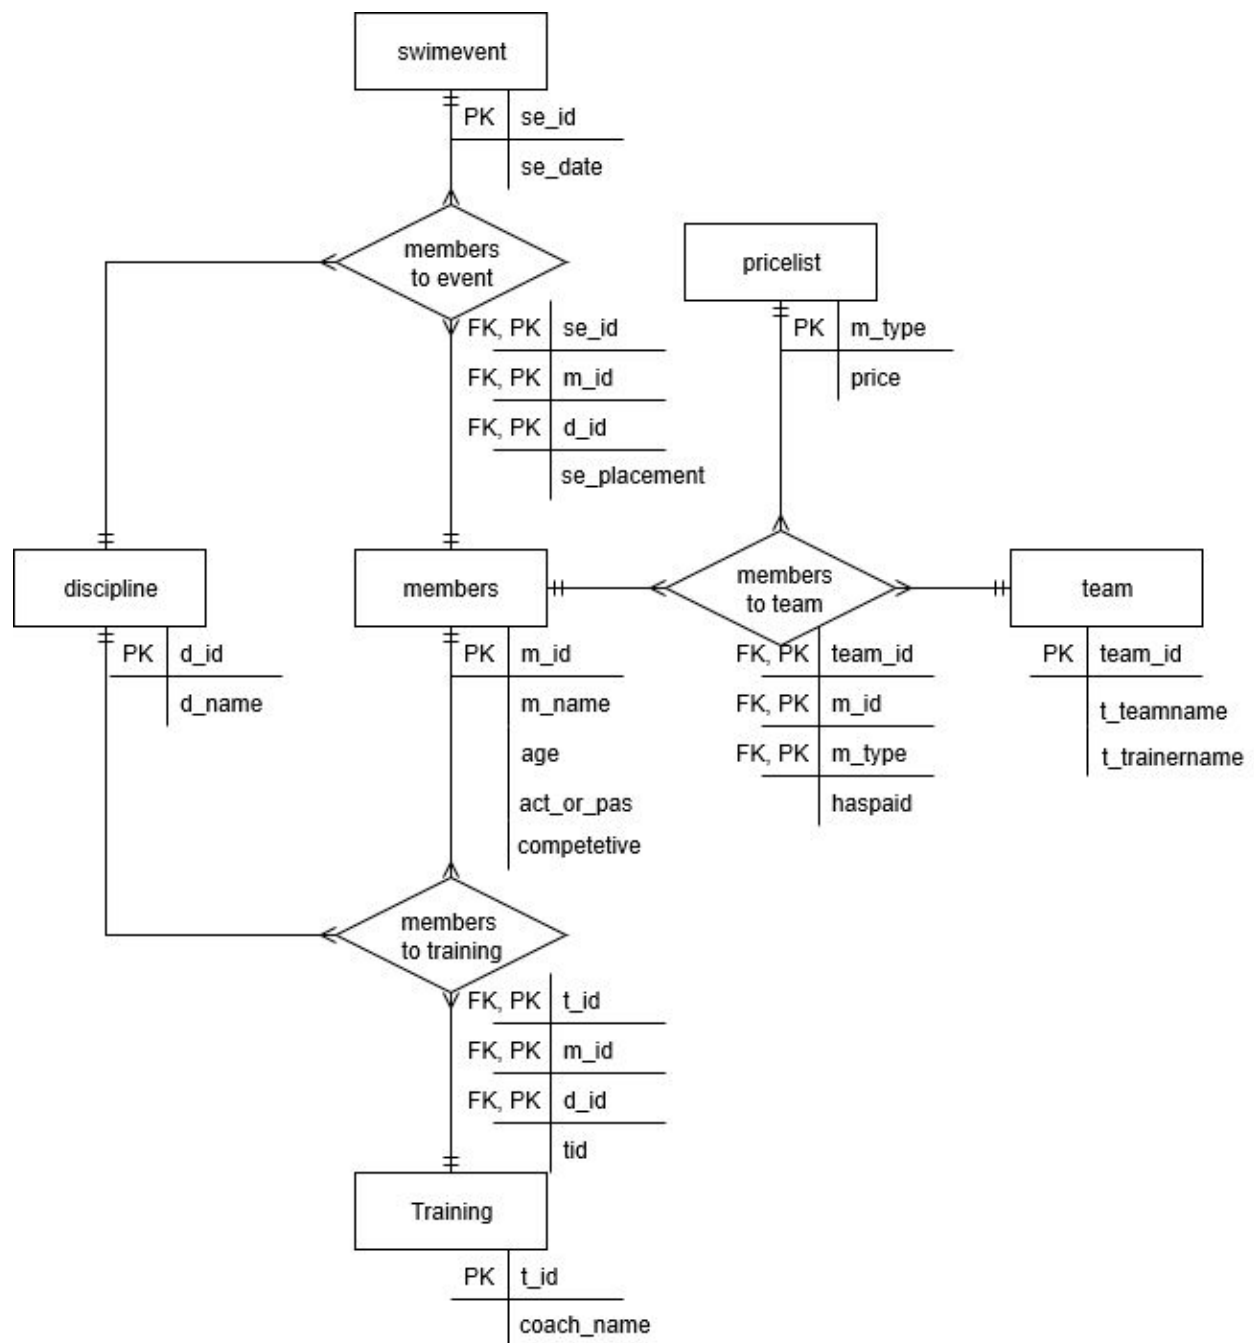 swimevent
PK se_id
se_date
members
to event
pricelist
FK, PK se_id
PK m_type
FK, PK m_id
price
FK, PK d_id
se_placement
discipline
members
members
to team
team
PK d_id
PK m_id
FK, PK team_id
PK team_id
d_name
m_name
FK, PK m_id
t_teamname
age
FK, PK m_type
t_trainername
act_or_pas
haspaid
competetive
members
to training
FK, PK t_id
FK, PK m_id
FK, PK d_id
tid
Training
PK t_id
coach_name